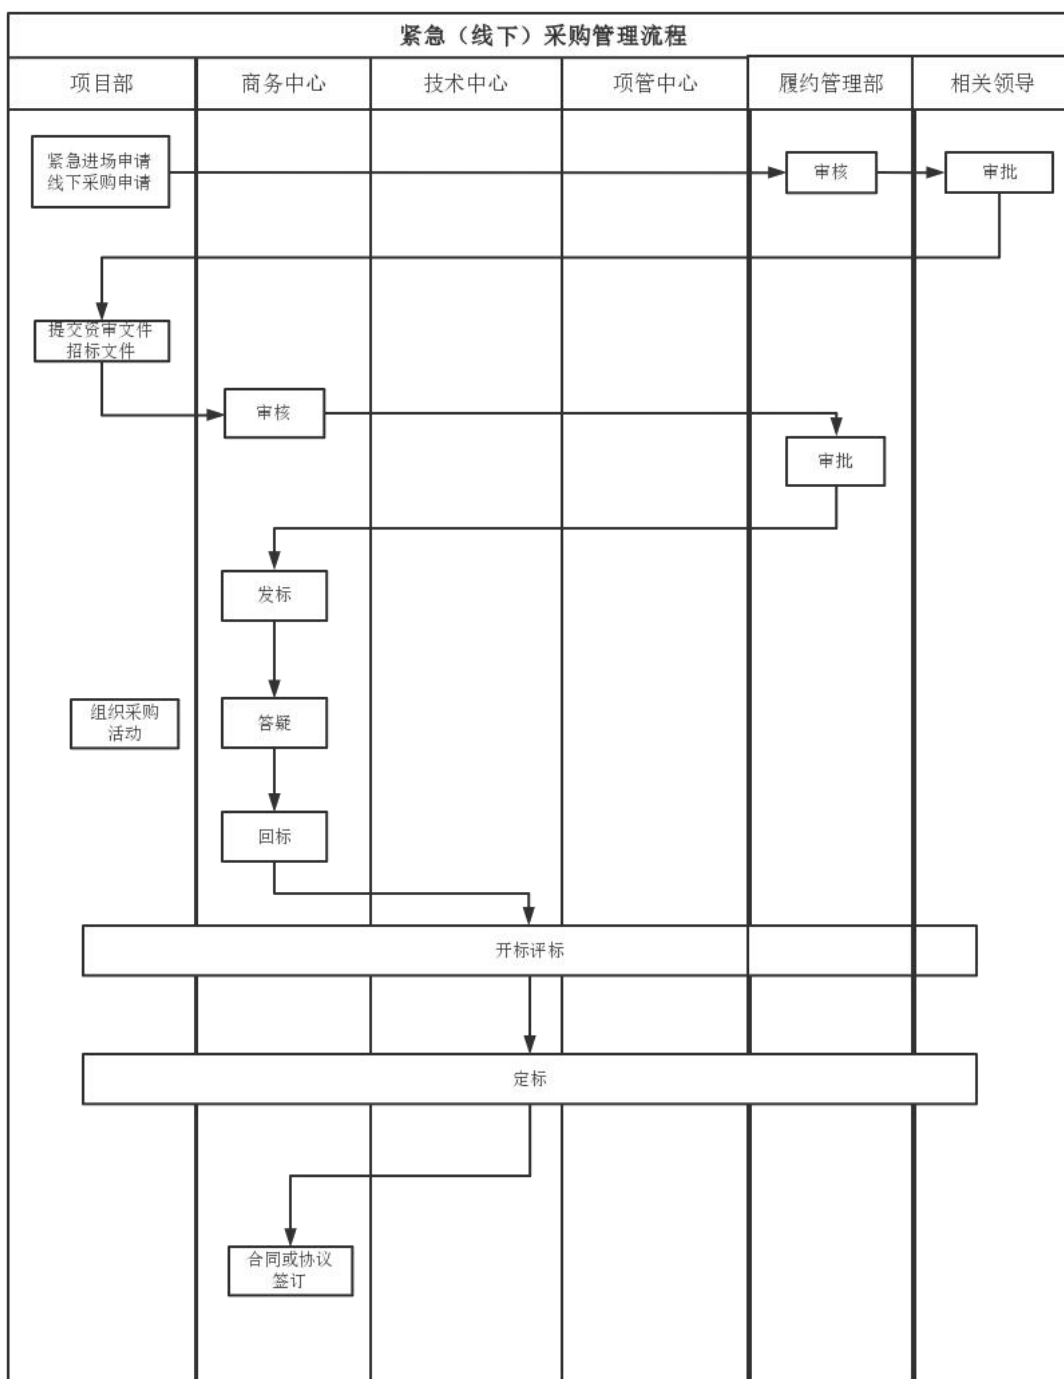 紧急（线下）采购管理流程
项目部
商务中心
技术中心
项管中心
履约管理部
相关领导
紧急进场申请
线下采购申请
审核
审批
提交资审文件
招标文件
审核
审批
发标
组织采购
活动
答疑
回标
开标评标
定标
合同或协议
签订